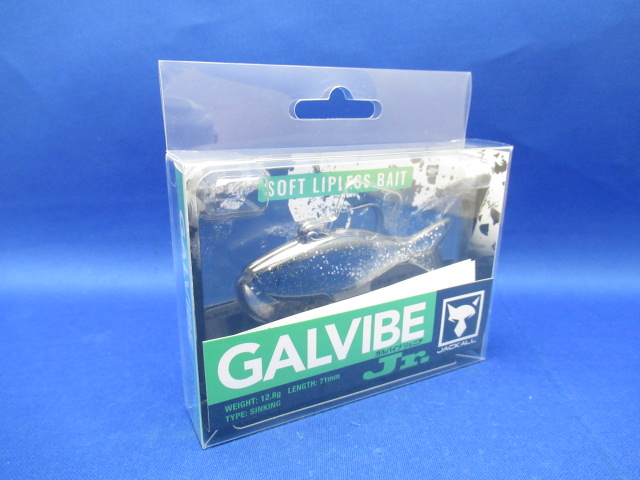 SOFT LIPLESS BAIT
GALVIBE
Jr.
JACKALL
WEIGHT: 12.0g LENGTH: 71mm
TYPE: SINKING